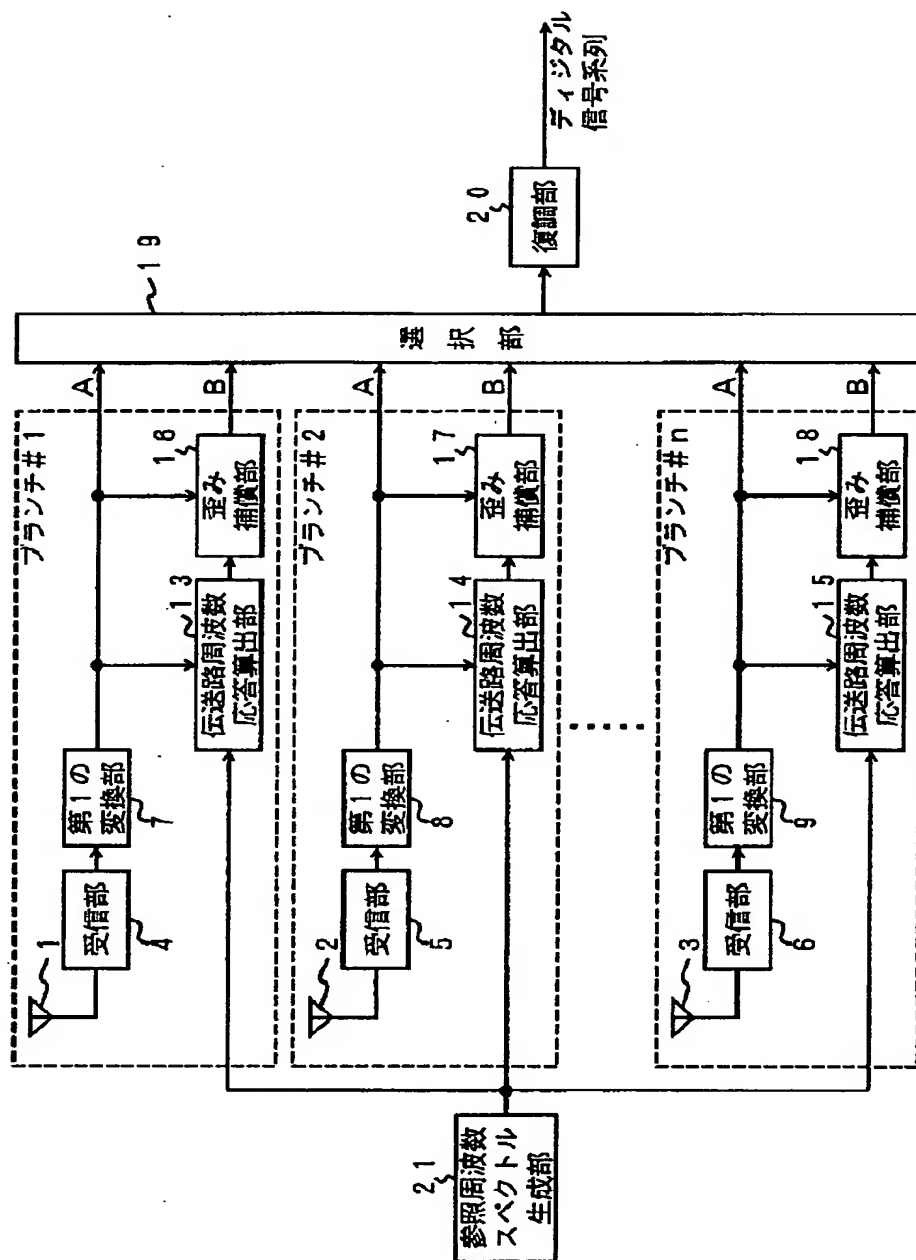 ブランチ#1
1
受信部
4
第1の
変換部
7
伝送路周波数
応答算出部
13
歪み
補償部
16
A
B
ブランチ#2
2
受信部
5
第1の
変換部
8
伝送路周波数
応答算出部
14
歪み
補償部
17
A
B
ブランチ#n
3
受信部
6
第1の
変換部
9
伝送路周波数
応答算出部
15
歪み
補償部
18
A
B
参照周波数
スペクトル
生成部
21
選択部
19
復調部
20
ディジタル
信号系列